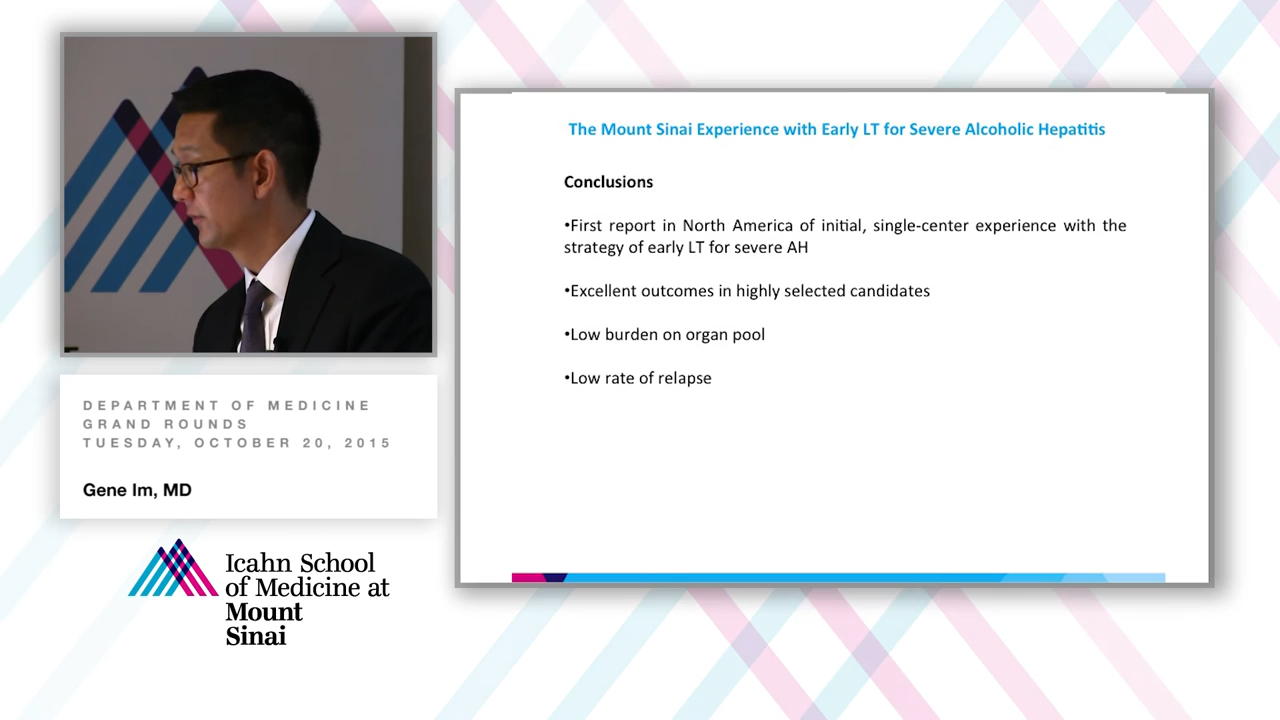 DEPARTMENT OF MEDICINE
GRAND ROUNDS
TUESDAY, OCTOBER 20, 2015
Gene Im, MD
Icahn School
of Medicine at
Mount
Sinai
The Mount Sinai Experience with Early LT for Severe Alcoholic Hepatitis
Conclusions
•First report in North America of initial, single-center experience with the
strategy of early LT for severe AH
•Excellent outcomes in highly selected candidates
•Low burden on organ pool
•Low rate of relapse